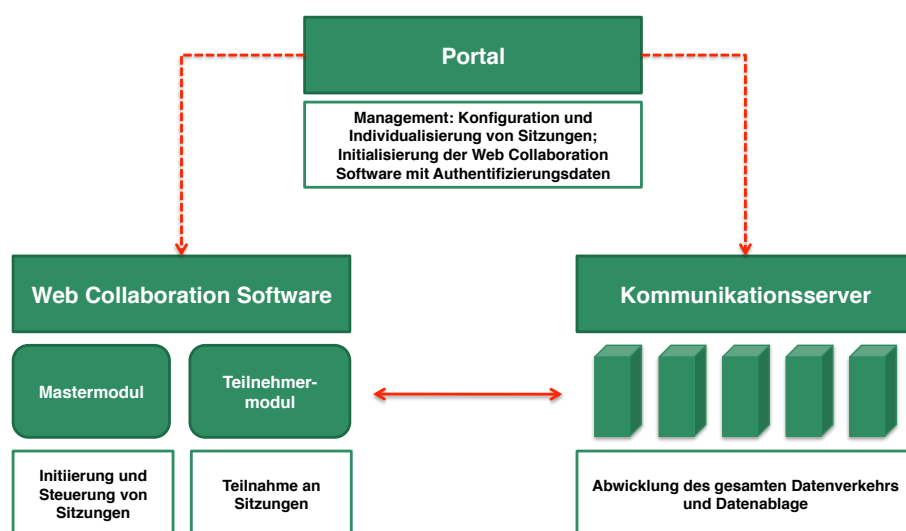 Portal
Management: Konfiguration und
Individualisierung von Sitzungen;
Initialisierung der Web Collaboration
Software mit Authentifizierungsdaten
Web Collaboration Software
Mastermodul
Teilnehmer-
modul
Initiierung und
Steuerung von
Sitzungen
Teilnahme an
Sitzungen
Kommunikationsserver
Abwicklung des gesamten Datenverkehrs
und Datenablage